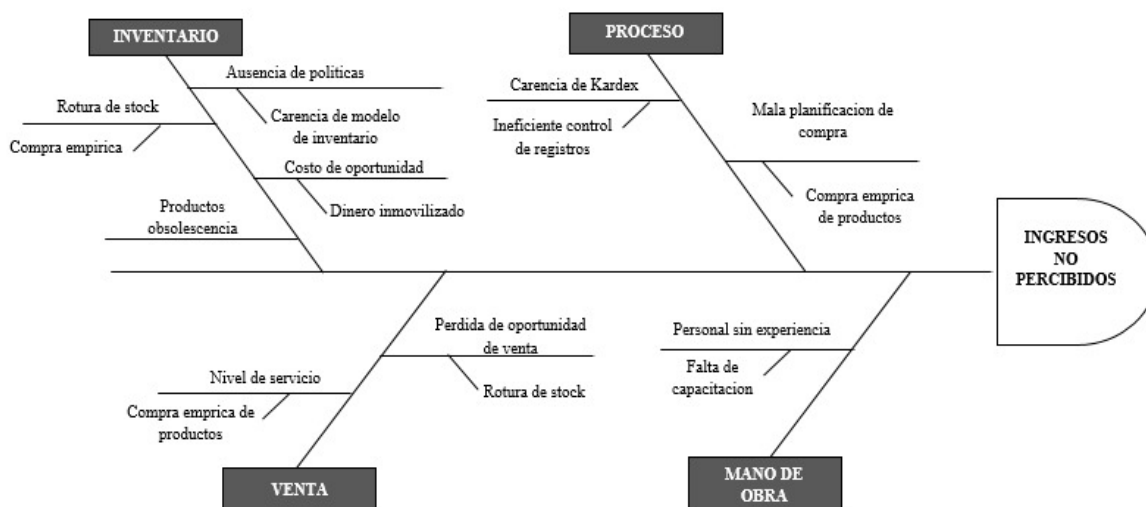 INVENTARIO
PROCESO
Ausencia de politicas
Carencia de modelo
de inventario
Rotura de stock
Compra empirica
Costo de oportunidad
Dinero inmovilizado
Productos
obsolescencia
Carencia de Kardex
Ineficiente control
de registros
Mala planificacion de
compra
Compra emprica
de productos
INGRESOS
NO
PERCIBIDOS
Perdida de oportunidad
de venta
Rotura de stock
Nivel de servicio
Compra emprica de
productos
Personal sin experiencia
Falta de
capacitacion
VENTA
MANO DE
OBRA